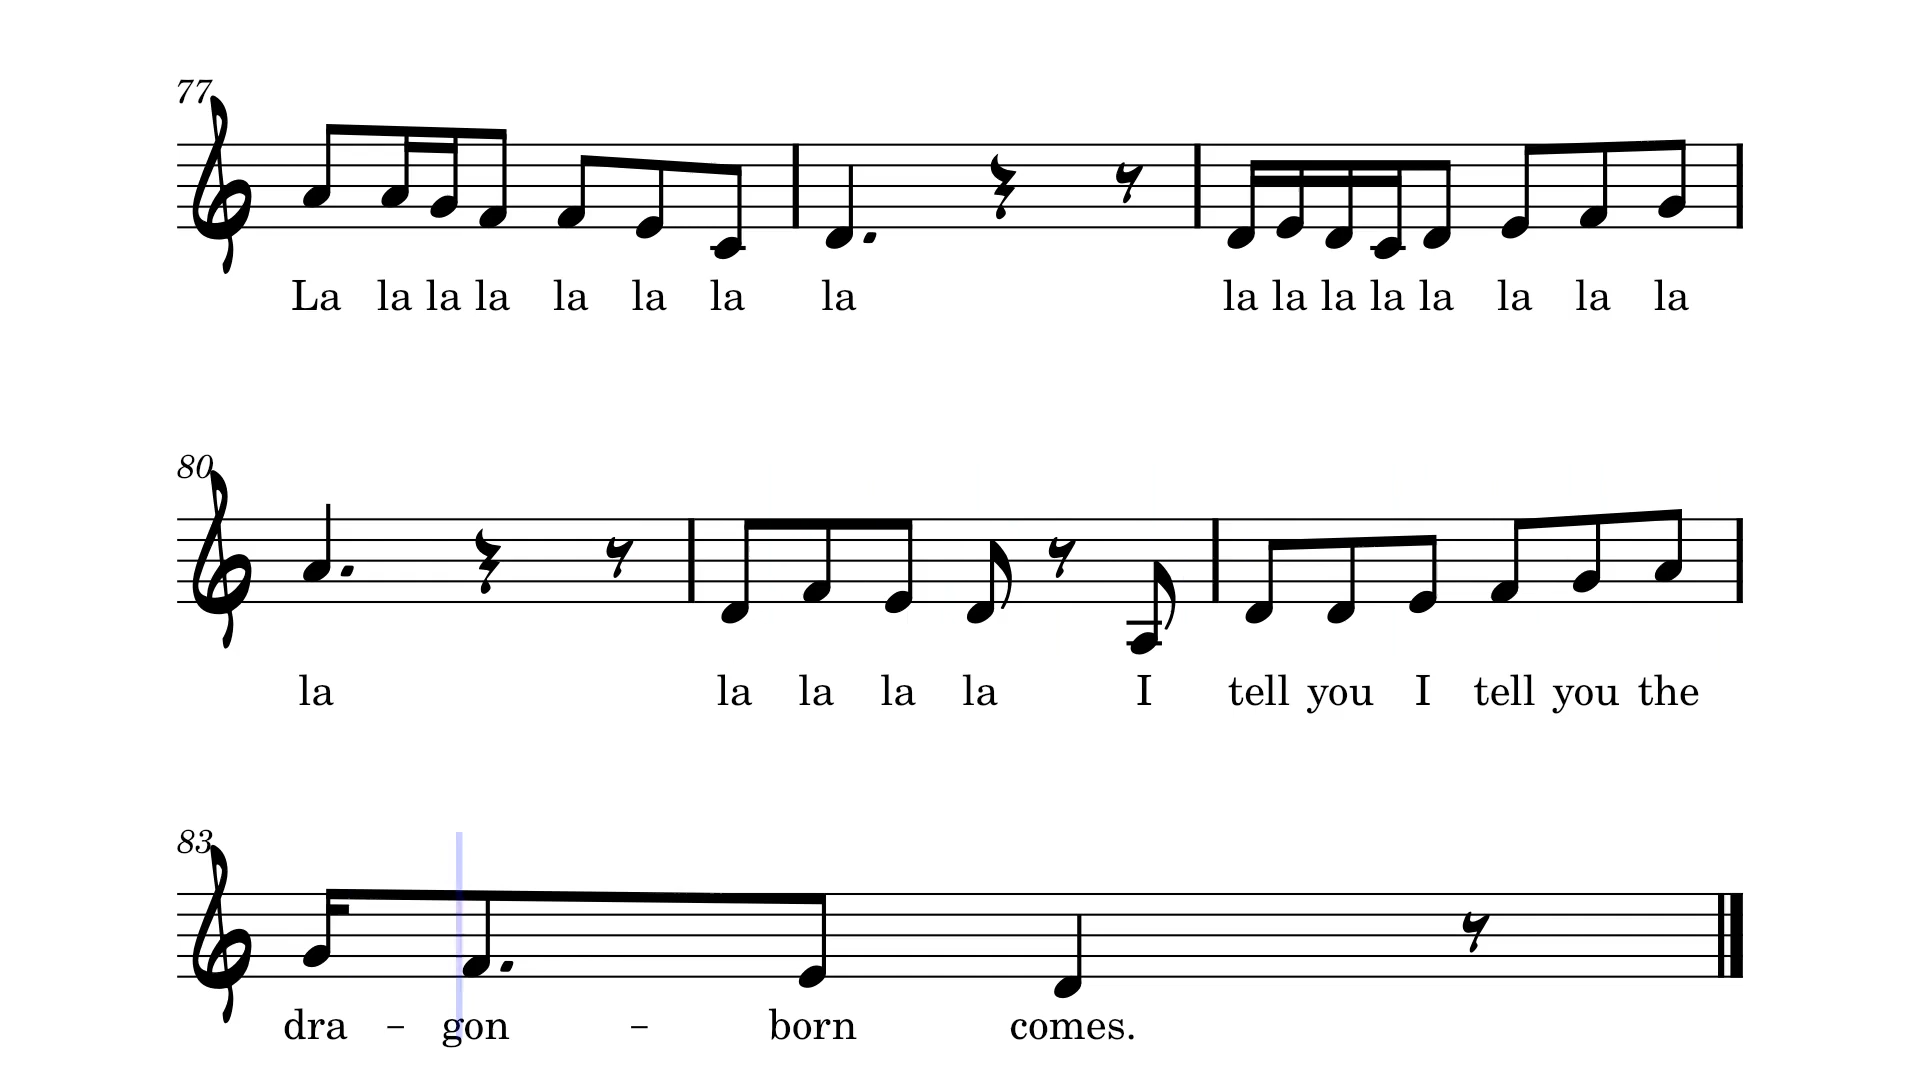 77
La la la la la la la la la la la la la la la la
80
la la la la la I tell you I tell you the
83
dra - gon - born comes.